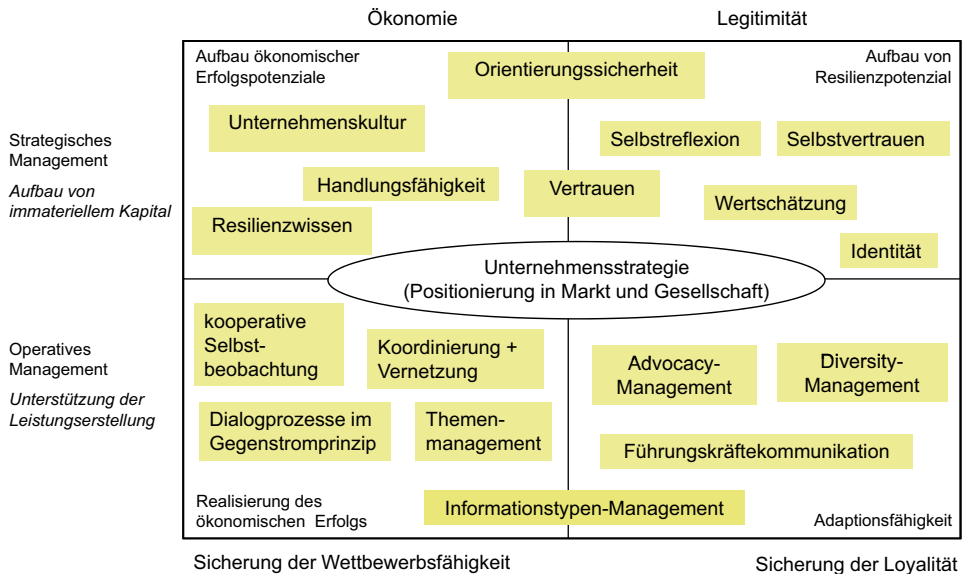 Ökonomie
Legitimität
Aufbau ökonomischer
Erfolgspotenziale
Orientierungssicherheit
Aufbau von
Resilienzpotenzial
Unternehmenskultur
Selbstreflexion
Selbstvertrauen
Strategisches
Management
Aufbau von
immateriellem Kapital
Handlungsfähigkeit
Vertrauen
Wertschätzung
Resilienzwissen
Identität
Unternehmensstrategie
(Positionierung in Markt und Gesellschaft)
kooperative
Selbst-
beobachtung
Koordinierung +
Vernetzung
Advocacy-
Management
Diversity-
Management
Operatives
Management
Unterstützung der
Leistungserstellung
Dialogprozesse im
Gegenstromprinzip
Themen-
management
Führungskräftekommunikation
Realisierung des
ökonomischen Erfolgs
Informationstypen-Management
Adaptionsfähigkeit
Sicherung der Wettbewerbsfähigkeit
Sicherung der Loyalität